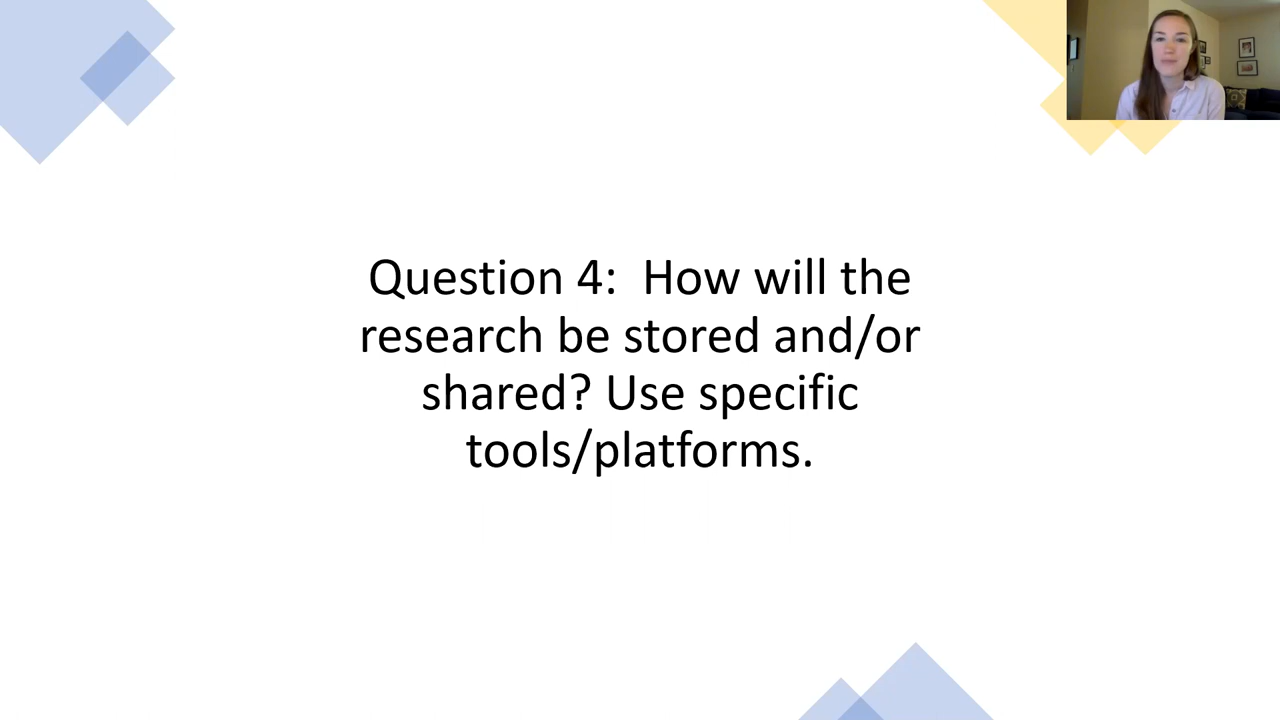 Question 4:  How will the
research be stored and/or
shared? Use specific
tools/platforms.